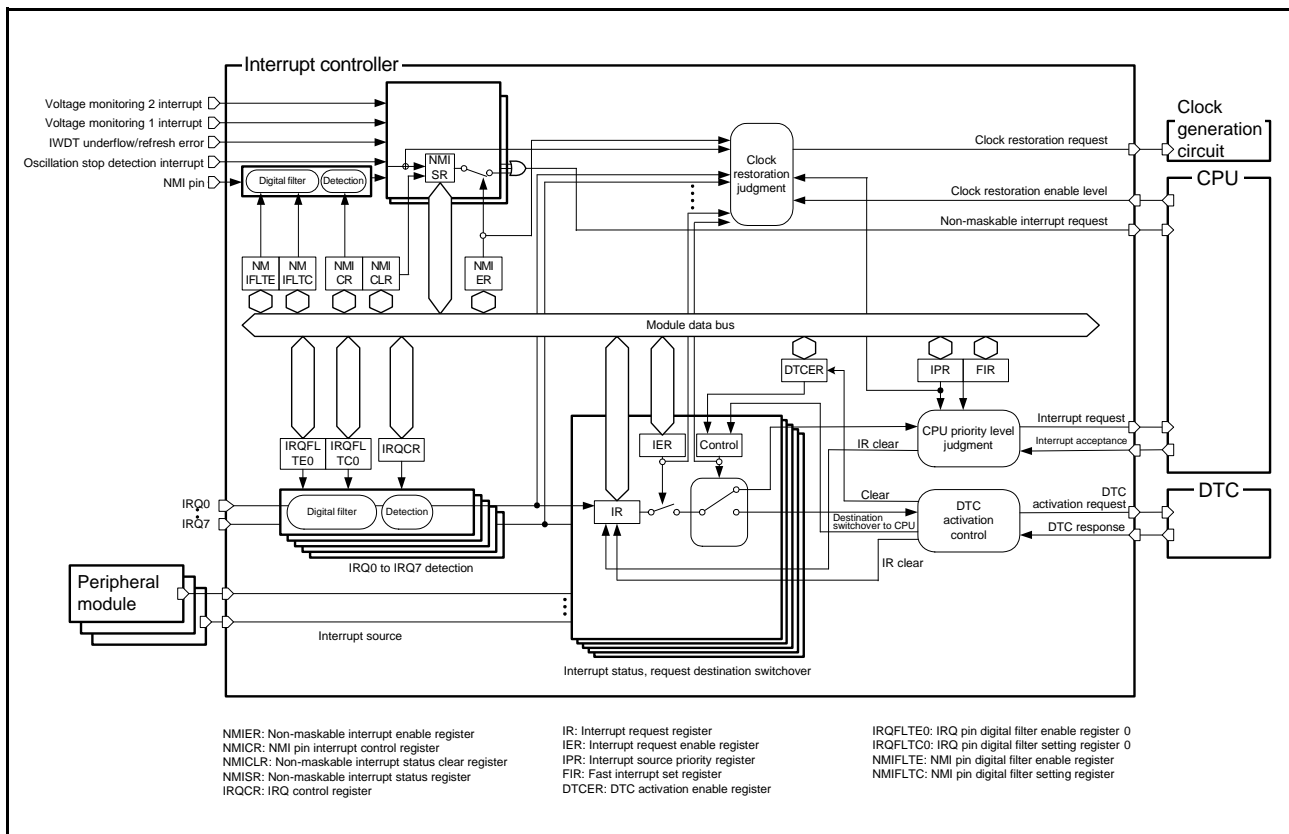 Interrupt controller
Voltage monitoring 2 interrupt
Voltage monitoring 1 interrupt
IWDT underflow/refresh error
Oscillation stop detection interrupt
NMI pin
Digital filter
Detection
NMI
SR
Clock
restoration
judgment
Clock restoration request
Clock
generation
circuit
Clock restoration enable level
CPU
Non-maskable interrupt request
NM
IFLTE
NM
IFLTC
NMI
CR
NMI
CLR
NMI
ER
Module data bus
DTCER
IPR
FIR
IRQFL
TE0
IRQFL
TC0
IRQCR
IER
Control
IR clear
CPU priority level
judgment
Interrupt request
Interrupt acceptance
IRQ0
IRQ7
Digital filter
Detection
IR
Clear
Destination
switchover to CPU
DTC
activation
control
DTC
activation request
DTC response
DTC
IR clear
IRQ0 to IRQ7 detection
Peripheral
module
Interrupt source
Interrupt status, request destination switchover
NMIER: Non-maskable interrupt enable register
NMICR: NMI pin interrupt control register
NMICLR: Non-maskable interrupt status clear register
NMISR: Non-maskable interrupt status register
IRQCR: IRQ control register
IR: Interrupt request register
IER: Interrupt request enable register
IPR: Interrupt source priority register
FIR: Fast interrupt set register
DTCER: DTC activation enable register
IRQFLTE0: IRQ pin digital filter enable register 0
IRQFLTC0: IRQ pin digital filter setting register 0
NMIFLTE: NMI pin digital filter enable register
NMIFLTC: NMI pin digital filter setting register